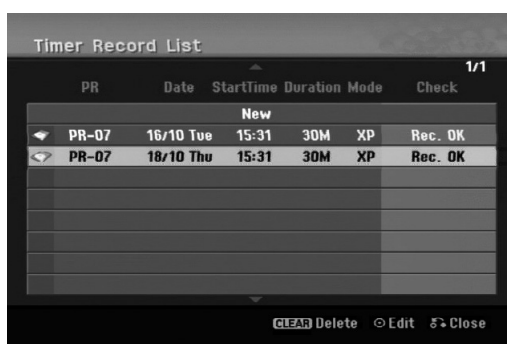 Timer Record List
1/1
PR Date StartTime Duration Mode Check
New
PR-07 16/10 Tue 15:31 30M XP Rec. OK
PR-07 18/10 Thu 15:31 30M XP Rec. OK
CLEAR Delete Edit Close